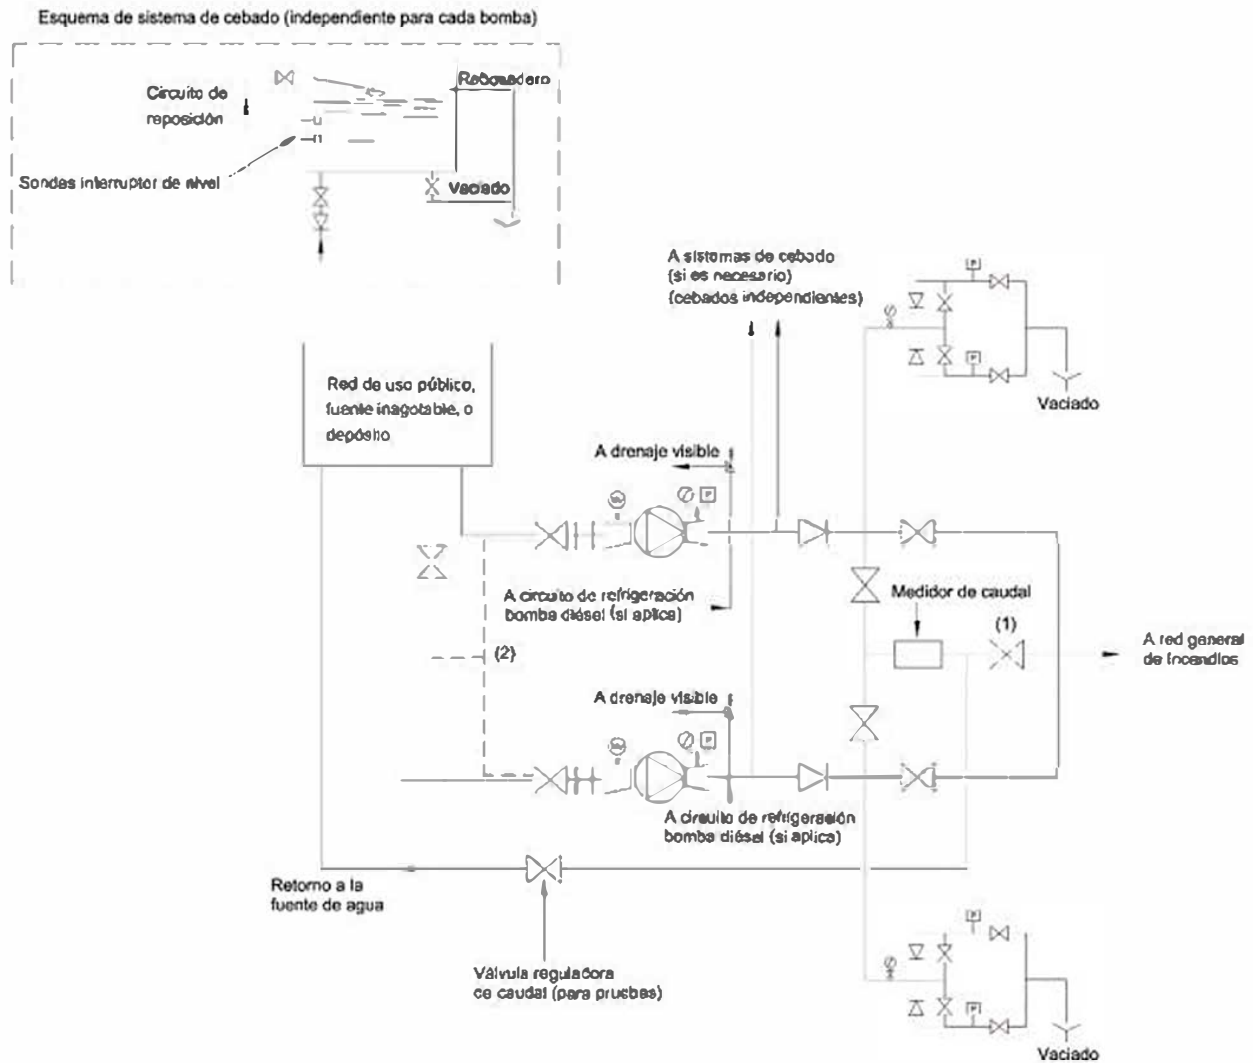 Esquema de sistema de cebado (independiente para cada bomba)
Rebosadero
Circuito de
reposición
Sondas interruptor de nivel
Vaciado
A sistemas de cebado
(si es necesario)
(cebados independientes)
P
P
Vaciado
Red de uso público,
fuente inagotable, o
depósito
A drenaje visible
P
A circuito de refrigeración
bomba diésel (si aplica)
Medidor de caudal
(1)
A red general
de incendios
(2)
A drenaje visible
P
A circuito de refrigeración
bomba diésel (si aplica)
Retorno a la
fuente de agua
Válvula reguladora
de caudal (para pruebas)
P
P
Vaciado